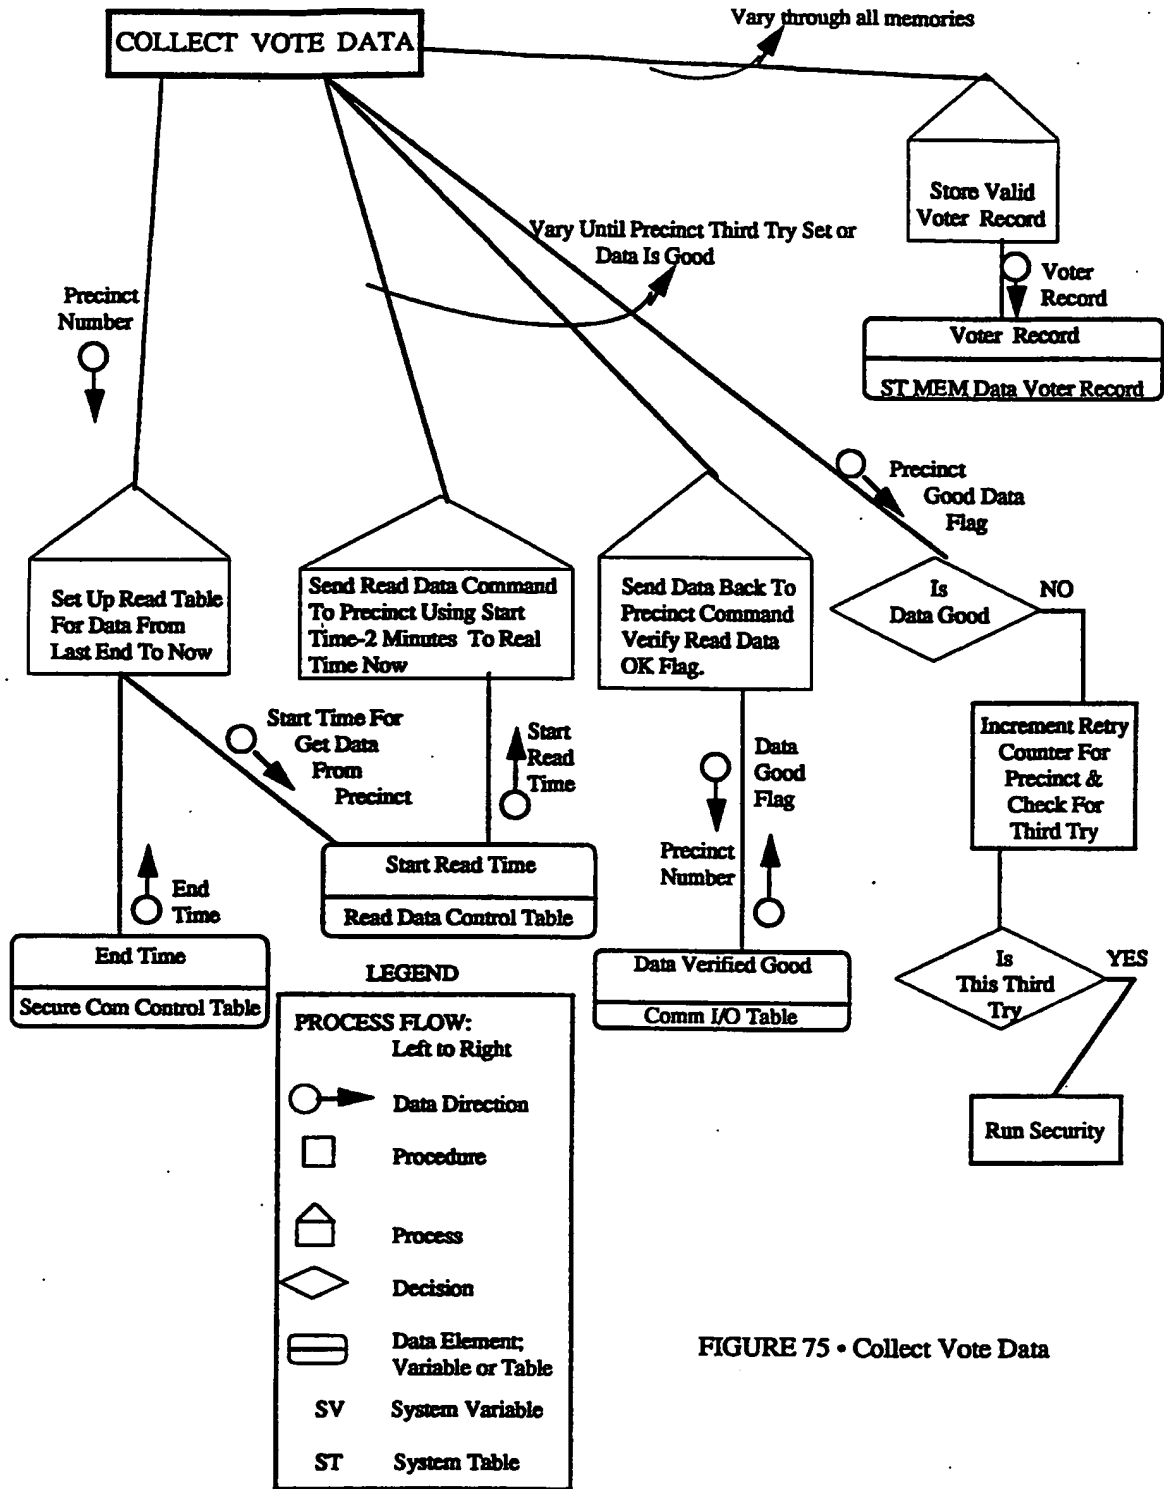 COLLECT VOTE DATA
Vary through all memories
Store Valid
Voter Record
Voter
Record
Voter Record
ST MEM Data Voter Record
Vary Until Precinct Third Try Set or
Data Is Good
Precinct
Number
Precinct
Good Data
Flag
Set Up Read Table
For Data From
Last End To Now
Send Read Data Command
To Precinct Using Start
Time-2 Minutes To Real
Time Now
Send Data Back To
Precinct Command
Verify Read Data
OK Flag.
Is
Data Good
NO
Start Time For
Get Data
From
Precinct
Start
Read
Time
Data
Good
Flag
Precinct
Number
Increment Retry
Counter For
Precinct &
Check For
Third Try
End
Time
Start Read Time
Read Data Control Table
End Time
Secure Com Control Table
Data Verified Good
Comm I/O Table
Is
This Third
Try
YES
Run Security
LEGEND
PROCESS FLOW:
Left to Right
Data Direction
Procedure
Process
Decision
Data Element;
Variable or Table
SV System Variable
ST System Table
FIGURE 75 • Collect Vote Data